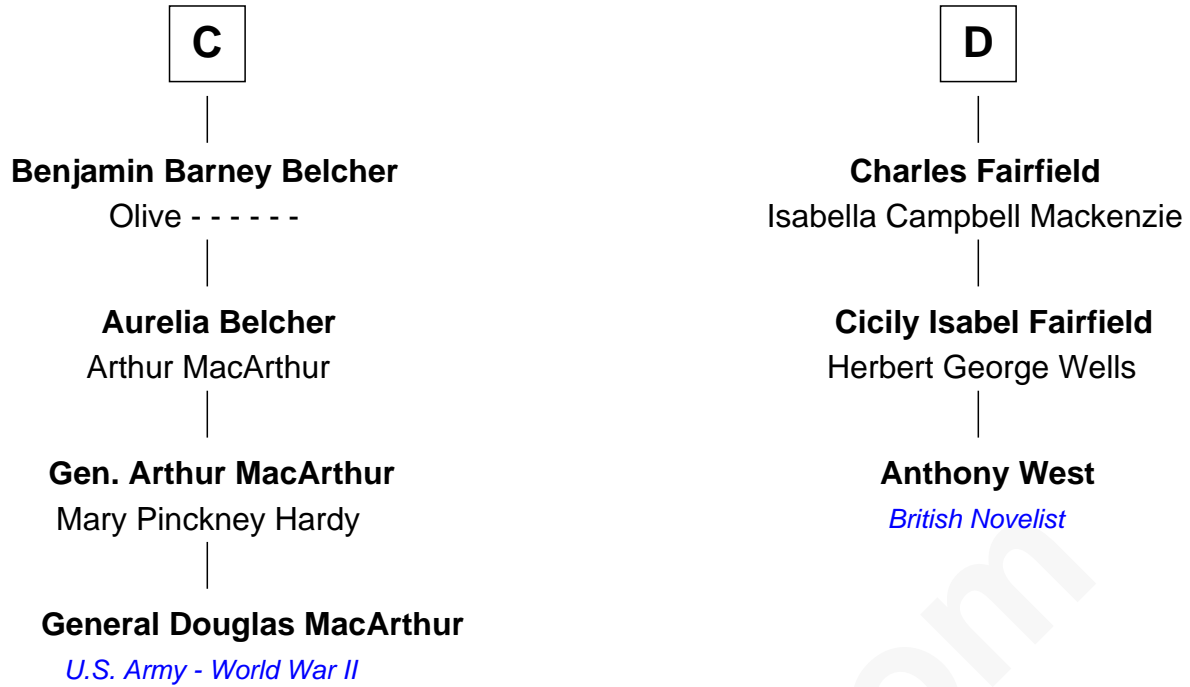 C
Benjamin Barney Belcher
Olive - - - - - -
Aurelia Belcher
Arthur MacArthur
Gen. Arthur MacArthur
Mary Pinckney Hardy
General Douglas MacArthur
U.S. Army - World War II
D
Charles Fairfield
Isabella Campbell Mackenzie
Cicily Isabel Fairfield
Herbert George Wells
Anthony West
British Novelist